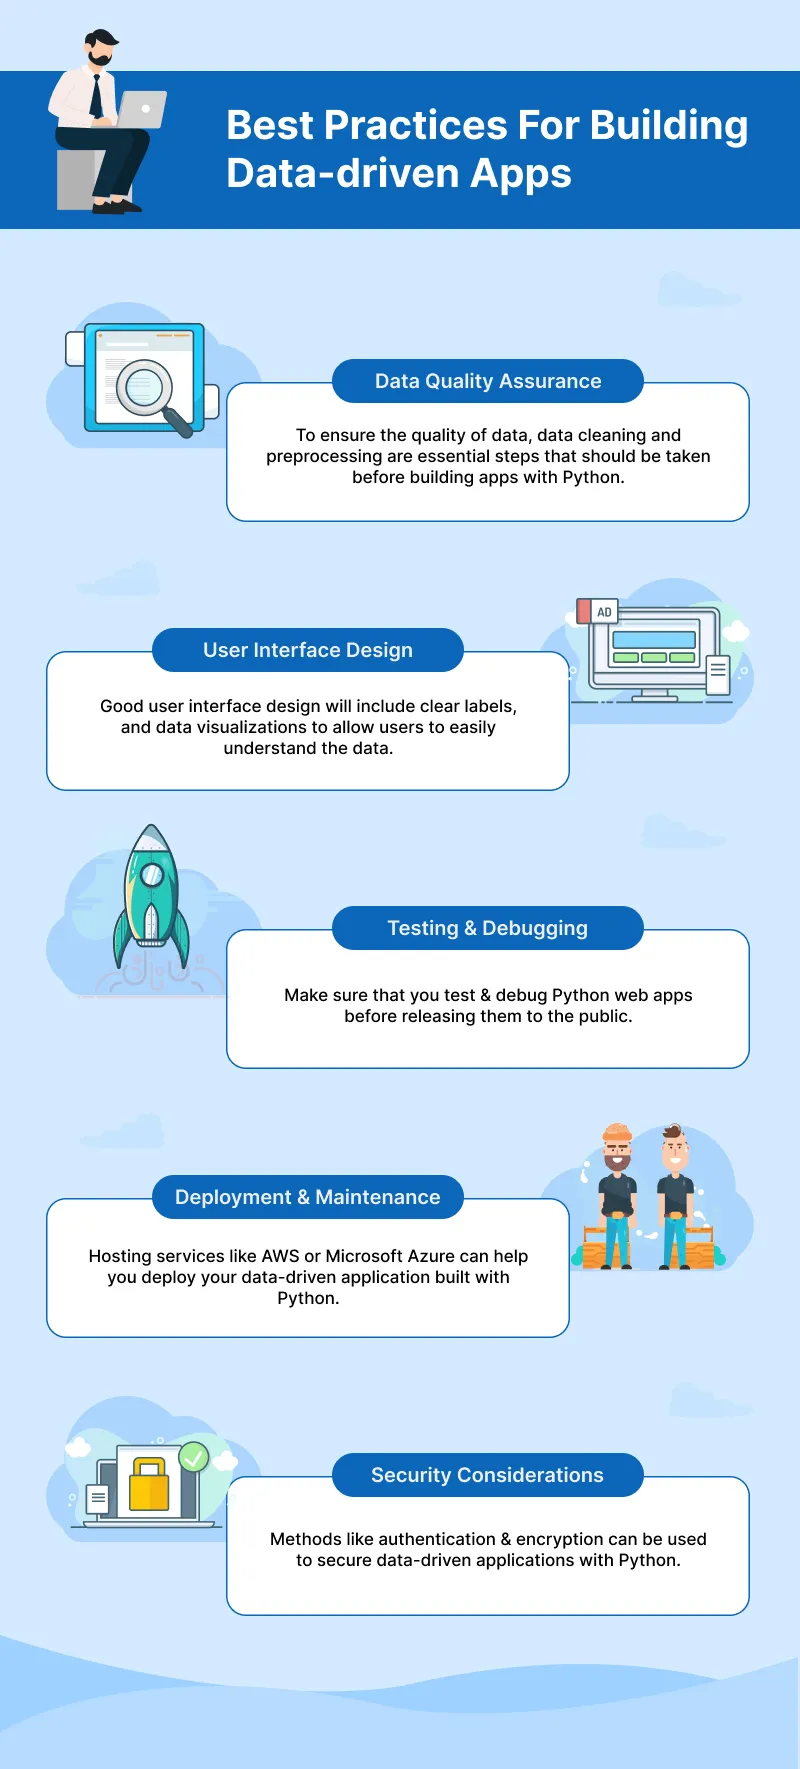 Best Practices For Building
Data-driven Apps
Data Quality Assurance
To ensure the quality of data, data cleaning and
preprocessing are essential steps that should be taken
before building apps with Python.
AD
User Interface Design
Good user interface design will include clear labels,
and data visualizations to allow users to easily
understand the data.
Testing & Debugging
Make sure that you test & debug Python web apps
before releasing them to the public.
Deployment & Maintenance
Hosting services like AWS or Microsoft Azure can help
you deploy your data-driven application built with
Python.
Security Considerations
Methods like authentication & encryption can be used
to secure data-driven applications with Python.